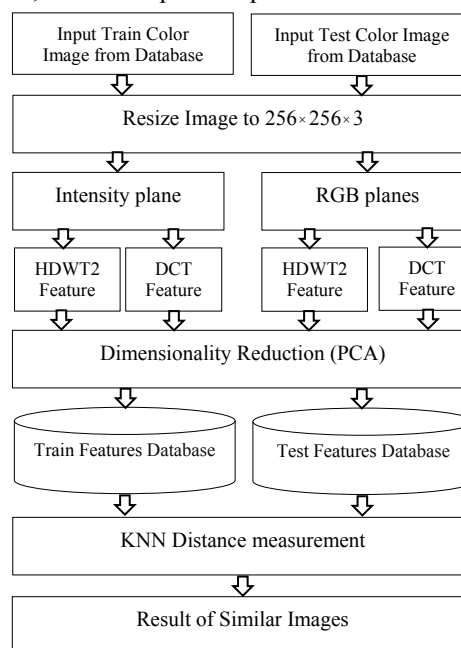 Input Train Color
Image from Database
Input Test Color Image
from Database
Resize Image to 256×256×3
Intensity plane
RGB planes
HDWT2
Feature
DCT
Feature
HDWT2
Feature
DCT
Feature
Dimensionality Reduction (PCA)
Train Features Database
Test Features Database
KNN Distance measurement
Result of Similar Images